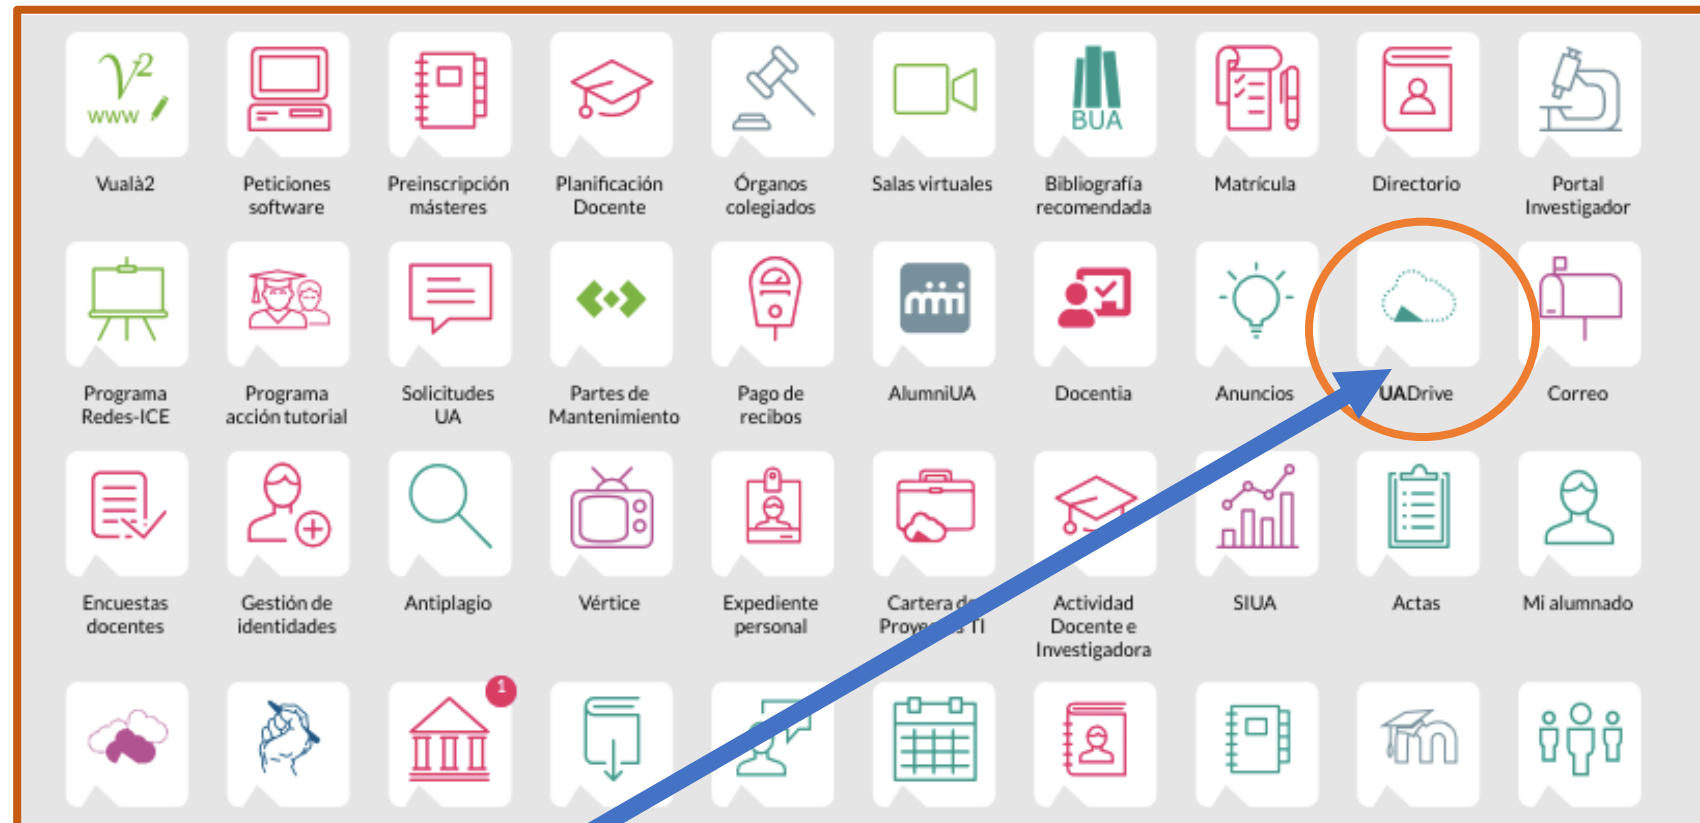 V2
www
BUA
Vualà2
Peticiones
software
Preinscripción
másteres
Planificación
Docente
Órganos
colegiados
Salas virtuales
Bibliografía
recomendada
Matrícula
Directorio
Portal
Investigador
Programa
Redes-ICE
Programa
acción tutorial
Solicitudes
UA
Partes de
Mantenimiento
Pago de
recibos
AlumniUA
Docentia
Anuncios
UADrive
Correo
Encuestas
docentes
Gestión de
identidades
Antiplagio
Vértice
Expediente
personal
Cartera de
Proyectos TI
Actividad
Docente e
Investigadora
SIUA
Actas
Mi alumnado
1
m